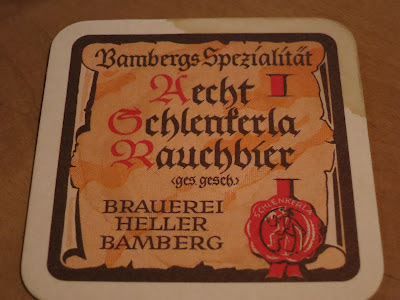 Bambergs Spezialität
Aecht
Schlenkerla
Rauchbier
‹ges. gesch.›
BRAUEREI
HELLER
BAMBERG
SCHLENKERLA